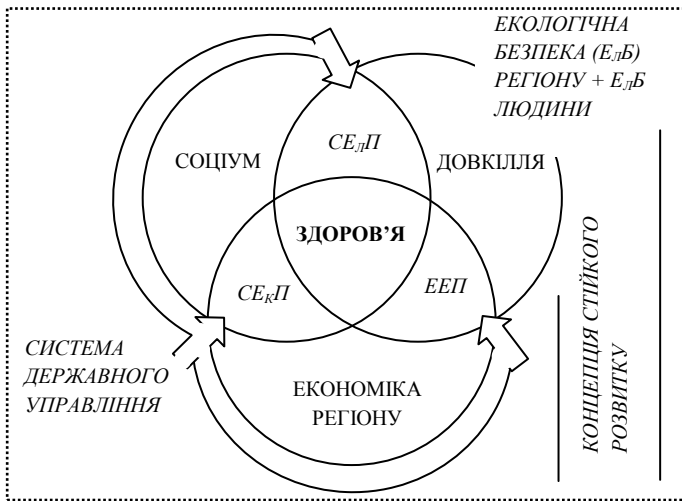 ЕКОЛОГІЧНА
БЕЗПЕКА (ЕЛБ)
РЕГІОНУ + ЕЛБ
ЛЮДИНИ
СЕЛП
СОЦІУМ
ДОВКІЛЛЯ
ЗДОРОВ’Я
СЕКП
ЕЕП
СИСТЕМА
ДЕРЖАВНОГО
УПРАВЛІННЯ
ЕКОНОМІКА
РЕГІОНУ
КОНЦЕПЦІЯ СТІЙКОГО
РОЗВИТКУ